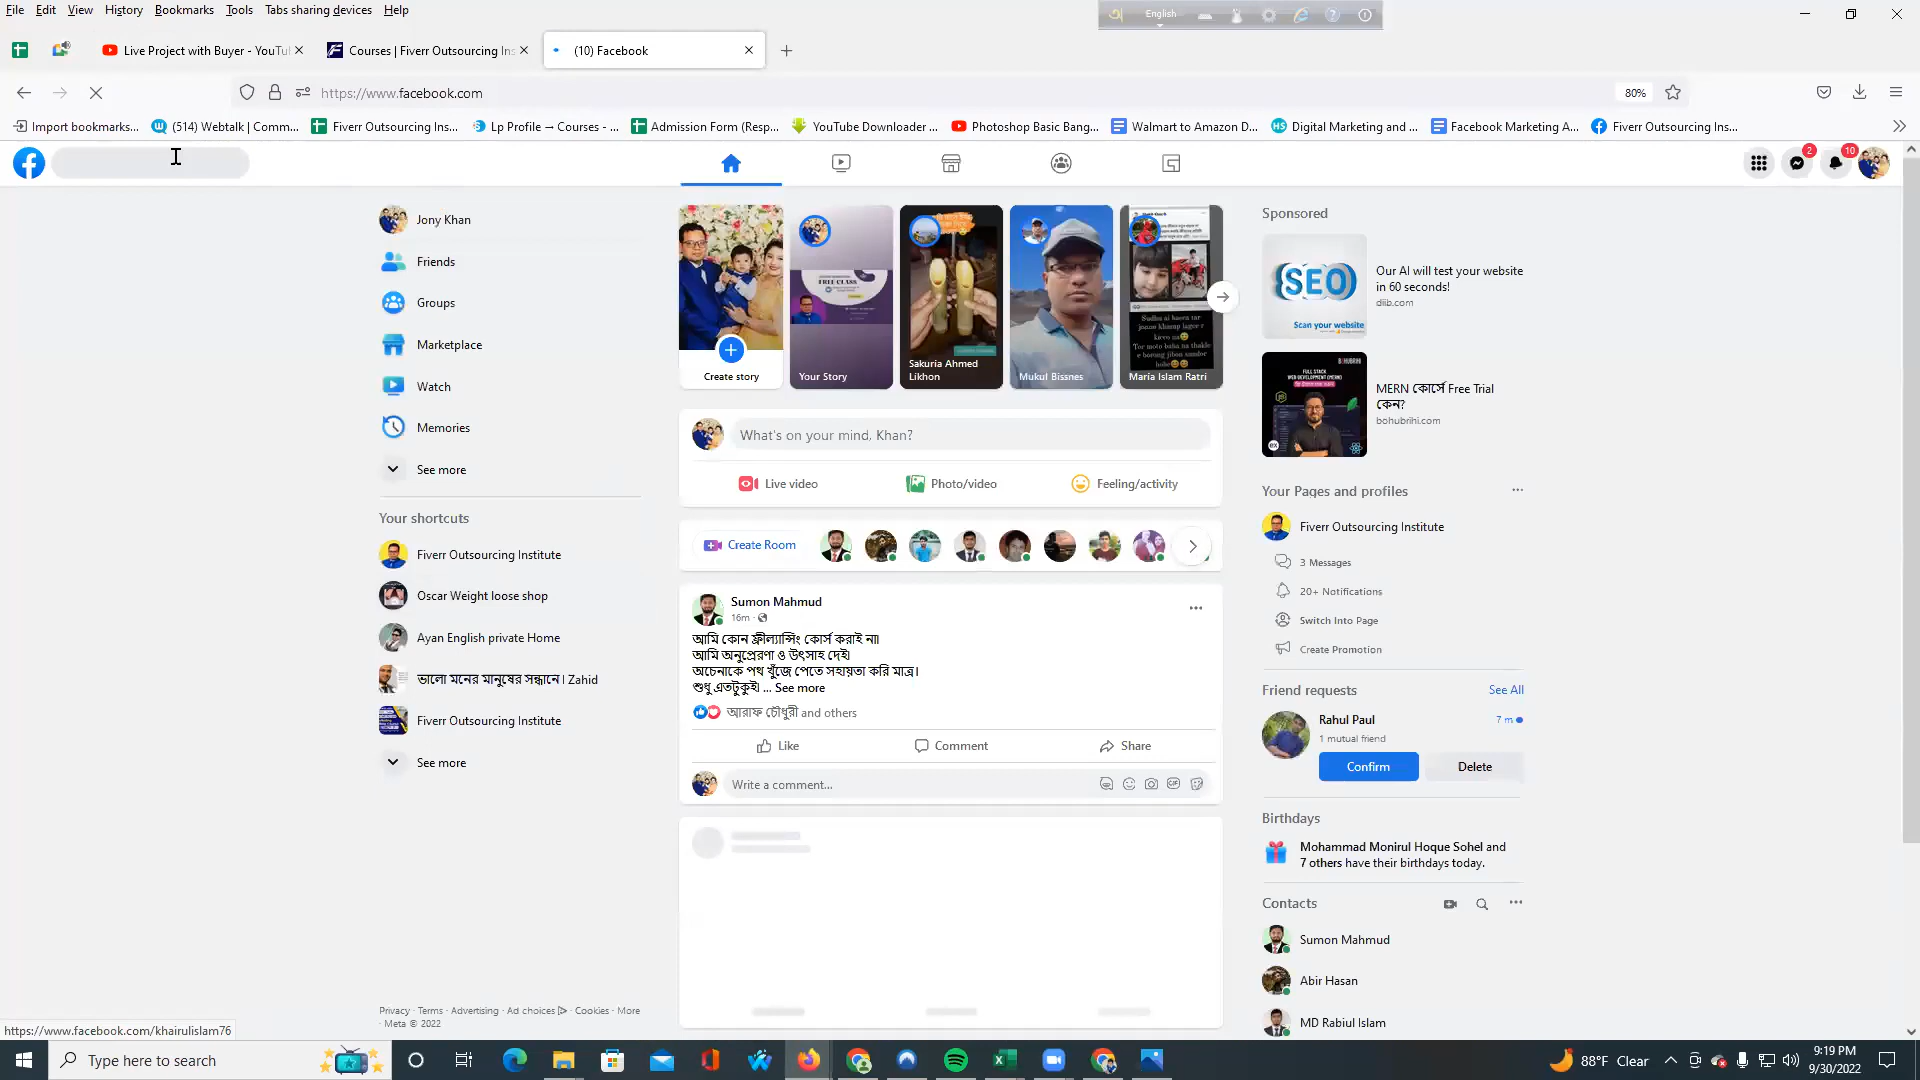 File Edit View History Bookmarks Tools Tabs sharing devices Help
English
Live Project with Buyer - YouTu
Courses | Fiverr Outsourcing Ins
(10) Facebook
https://www.facebook.com
80%
Import bookmarks...
(514) Webtalk | Comm...
Fiverr Outsourcing Ins...
Lp Profile → Courses - ...
Admission Form (Resp...
YouTube Downloader ...
Photoshop Basic Bang...
Walmart to Amazon D...
Digital Marketing and ...
Facebook Marketing A...
Fiverr Outsourcing Ins...
2
10
Jony Khan
Friends
Groups
Marketplace
Watch
Memories
See more
Your shortcuts
Fiverr Outsourcing Institute
Oscar Weight loose shop
Ayan English private Home
ভালো মনের মানুষের সন্ধানে | Zahid
Fiverr Outsourcing Institute
See more
Privacy · Terms · Advertising · Ad choices · Cookies · More
· Meta © 2022
Create story
FREE CLASS
Your Story
Sakuria Ahmed
Likhon
Mukul Bissnes
Maria Islam Ratri
What's on your mind, Khan?
Live video
Photo/video
Feeling/activity
Create Room
Sumon Mahmud
16m ·
আমি কোন ফ্রীল্যান্সিং কোর্স করাই না।
আমি অনুপ্রেরণা ও উৎসাহ দেই।
অচেনাকে পথ খুঁজে পেতে সহায়তা করি মাত্র।
শুধু এতটুকুই। ... See more
আরাফ চৌধুরী and others
Like
Comment
Share
Write a comment...
Sponsored
SEO
Scan your website
Our AI will test your website
in 60 seconds!
diib.com
BOHUBRIHI
FULL STACK
WEB DEVELOPMENT (MERN)
MERN কোর্সে Free Trial
কেন?
bohubrihi.com
Your Pages and profiles
Fiverr Outsourcing Institute
3 Messages
20+ Notifications
Switch Into Page
Create Promotion
Friend requests
See All
Rahul Paul
7 m
1 mutual friend
Confirm
Delete
Birthdays
Mohammad Monirul Hoque Sohel and
7 others have their birthdays today.
Contacts
Sumon Mahmud
Abir Hasan
MD Rabiul Islam
https://www.facebook.com/khairulislam76
Type here to search
88°F Clear
9:19 PM
9/30/2022